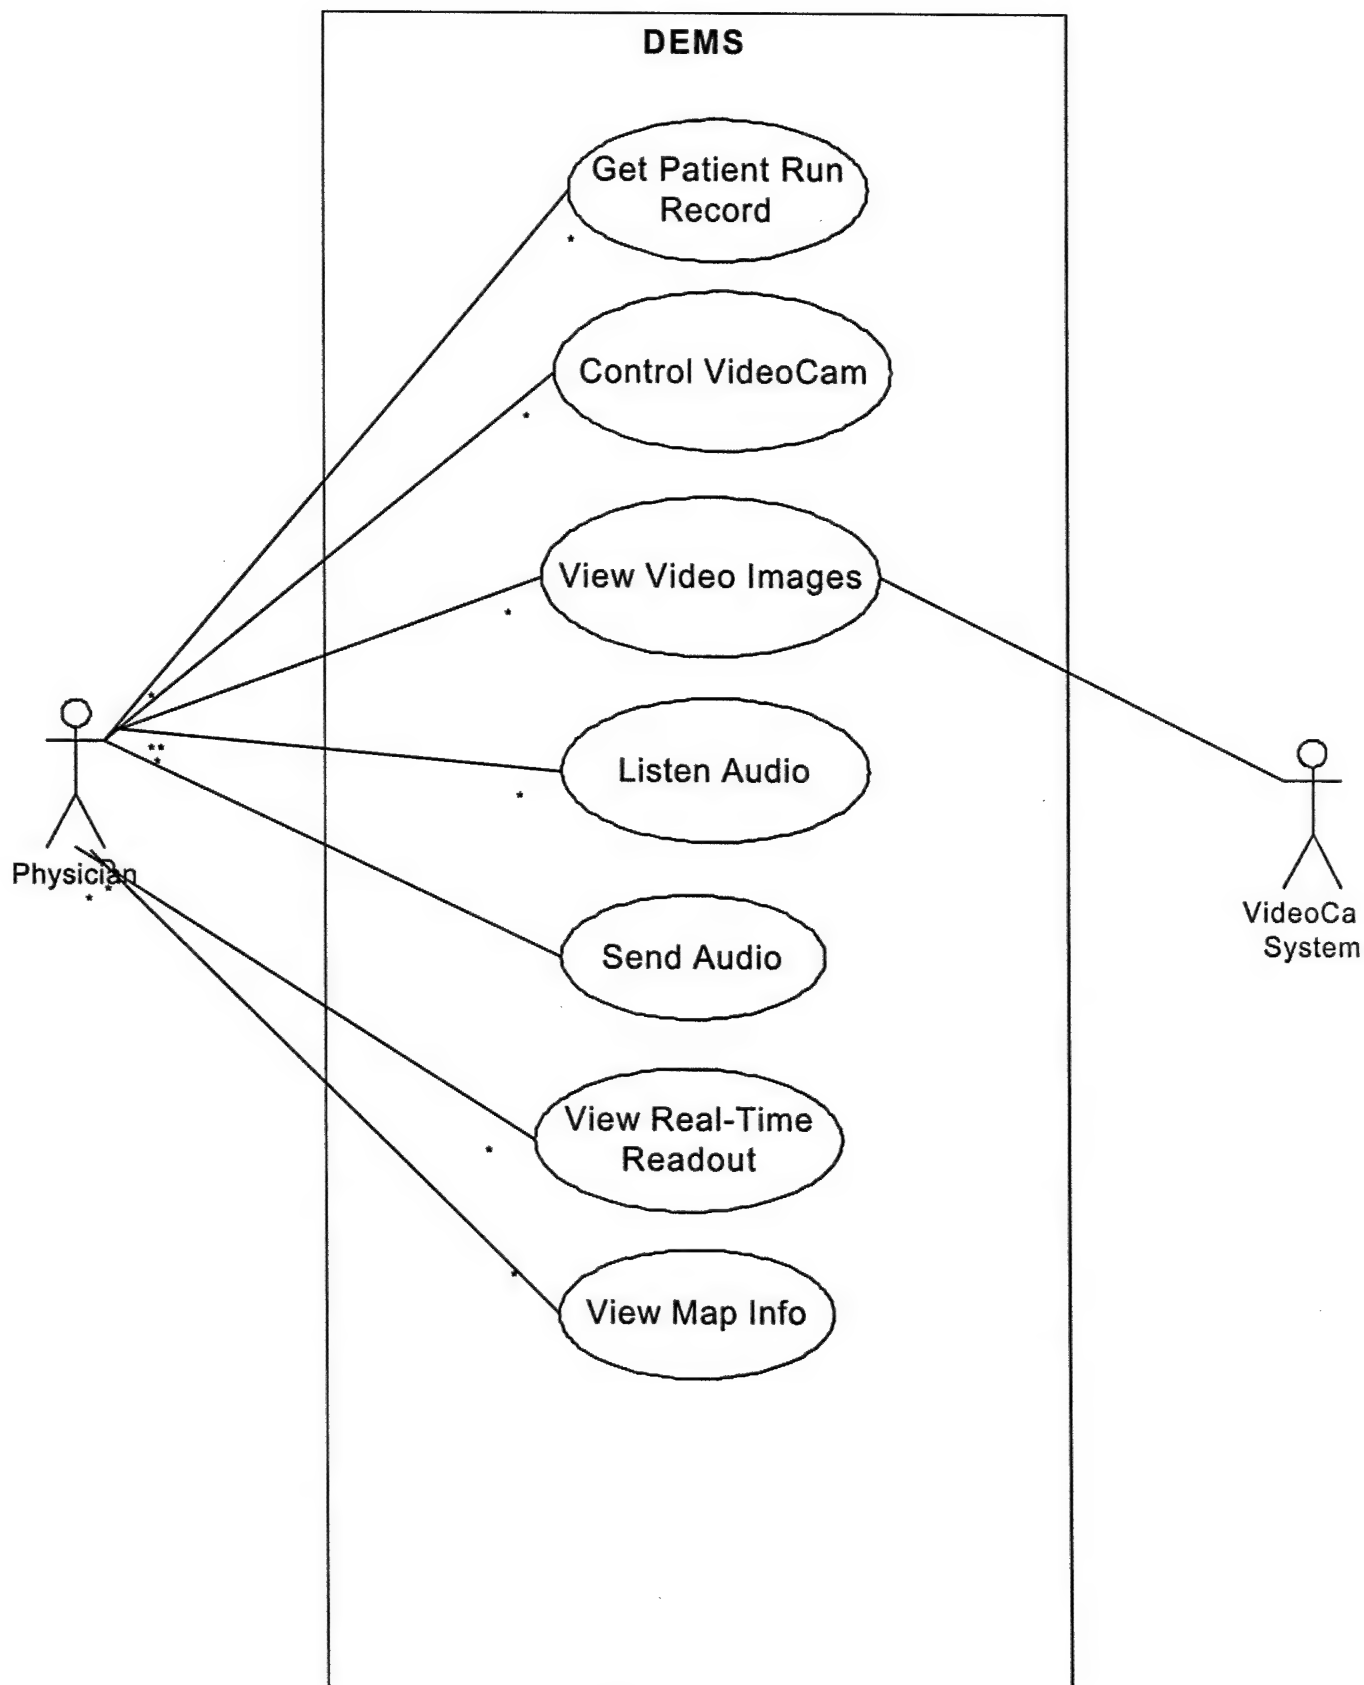 DEMS
Get Patient Run
Record
*
Control VideoCam
*
View Video Images
*
*
**
*
Listen Audio
*
Physician
*
*
VideoCa
System
Send Audio
View Real-Time
Readout
*
View Map Info
*